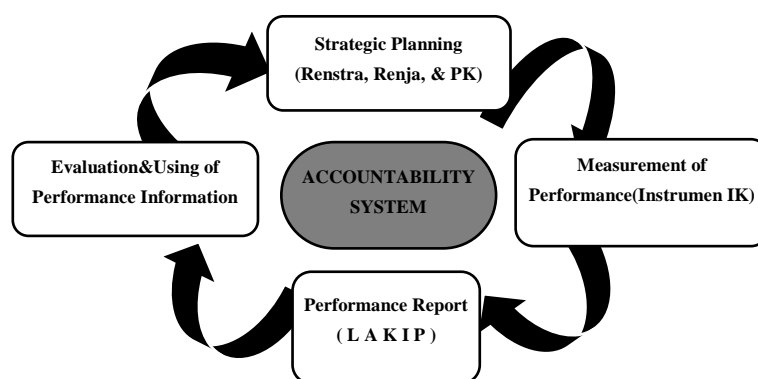 Strategic Planning
(Renstra, Renja, & PK)
Evaluation&Using of
Performance Information
ACCOUNTABILITY
SYSTEM
Measurement of
Performance(Instrumen IK)
Performance Report
( L A K I P )